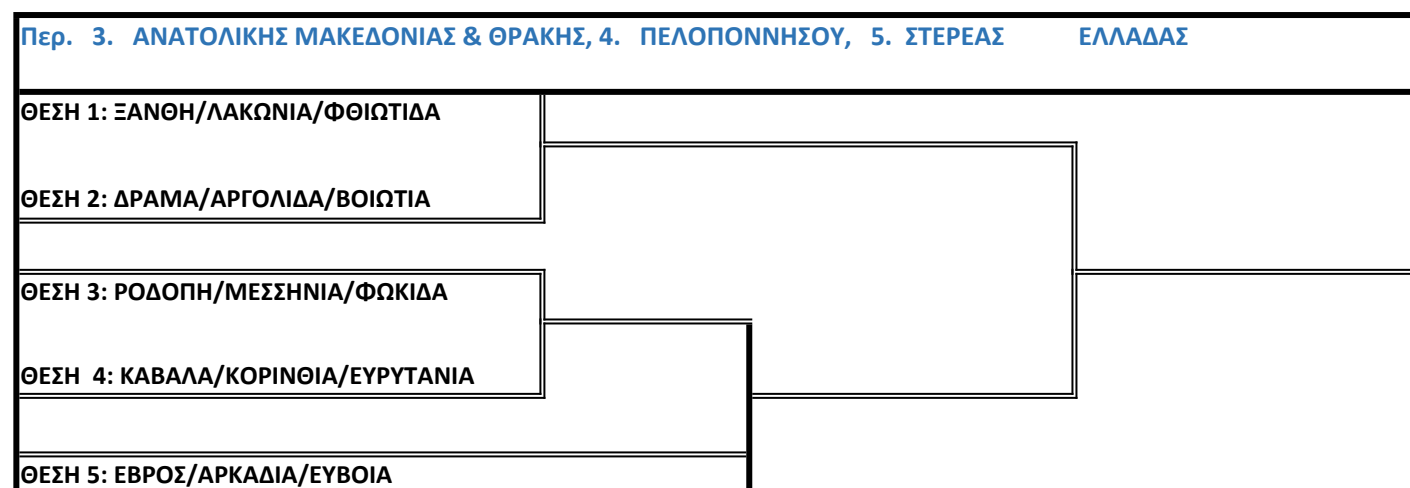 Περ. 3. ΑΝΑΤΟΛΙΚΗΣ ΜΑΚΕΔΟΝΙΑΣ & ΘΡΑΚΗΣ, 4. ΠΕΛΟΠΟΝΝΗΣΟΥ, 5. ΣΤΕΡΕΑΣ ΕΛΛΑΔΑΣ
ΘΕΣΗ 1: ΞΑΝΘΗ/ΛΑΚΩΝΙΑ/ΦΘΙΩΤΙΔΑ
ΘΕΣΗ 2: ΔΡΑΜΑ/ΑΡΓΟΛΙΔΑ/ΒΟΙΩΤΙΑ
ΘΕΣΗ 3: ΡΟΔΟΠΗ/ΜΕΣΣΗΝΙΑ/ΦΩΚΙΔΑ
ΘΕΣΗ 4: ΚΑΒΑΛΑ/ΚΟΡΙΝΘΙΑ/ΕΥΡΥΤΑΝΙΑ
ΘΕΣΗ 5: ΕΒΡΟΣ/ΑΡΚΑΔΙΑ/ΕΥΒΟΙΑ